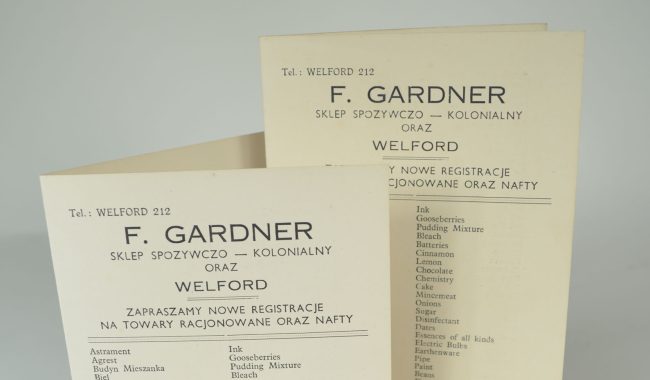 Tel.: WELFORD 212
F. GARDNER
SKLEP SPOZYWCZO — KOLONIALNY
ORAZ
WELFORD
ZAPRASZAMY NOWE REGISTRACJE
NA TOWARY RACJONOWANE ORAZ NAFTY
Astrament
Agrest
Budyn Mieszanka
Biel
Ink
Gooseberries
Pudding Mixture
Bleach
Tel.: WELFORD 212
F. GARDNER
SKLEP SPOZYWCZO — KOLONIALNY
ORAZ
WELFORD
NOWE REGISTRACJE
ORAZ NAFTY
Ink
Gooseberries
Pudding Mixture
Bleach
Batteries
Cinnamon
Lemon
Chocolate
Chemistry
Cake
Mincemeat
Onions
Sugar
Disinfectant
Dates
Essences of all kinds
Electric Bulbs
Earthenware
Pipe
Paint
Beans